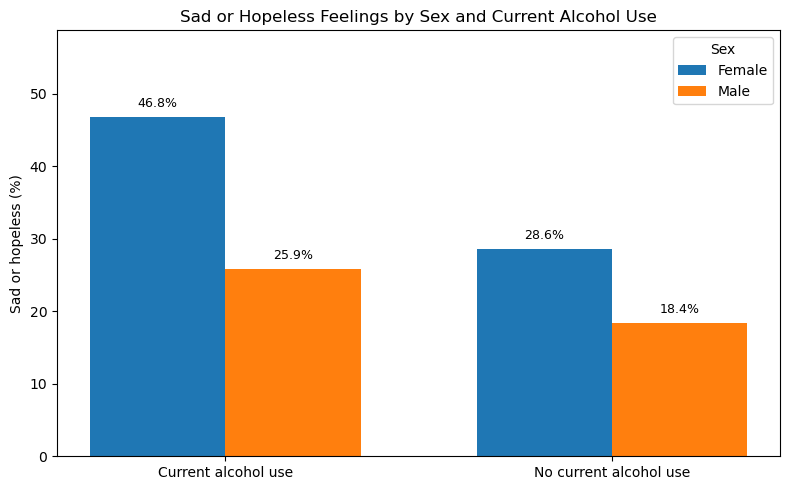 Sad or Hopeless Feelings by Sex and Current Alcohol Use
Sex
Female
Male
Sad or hopeless (%)
50
40
30
20
10
0
46.8%
25.9%
28.6%
18.4%
Current alcohol use
No current alcohol use